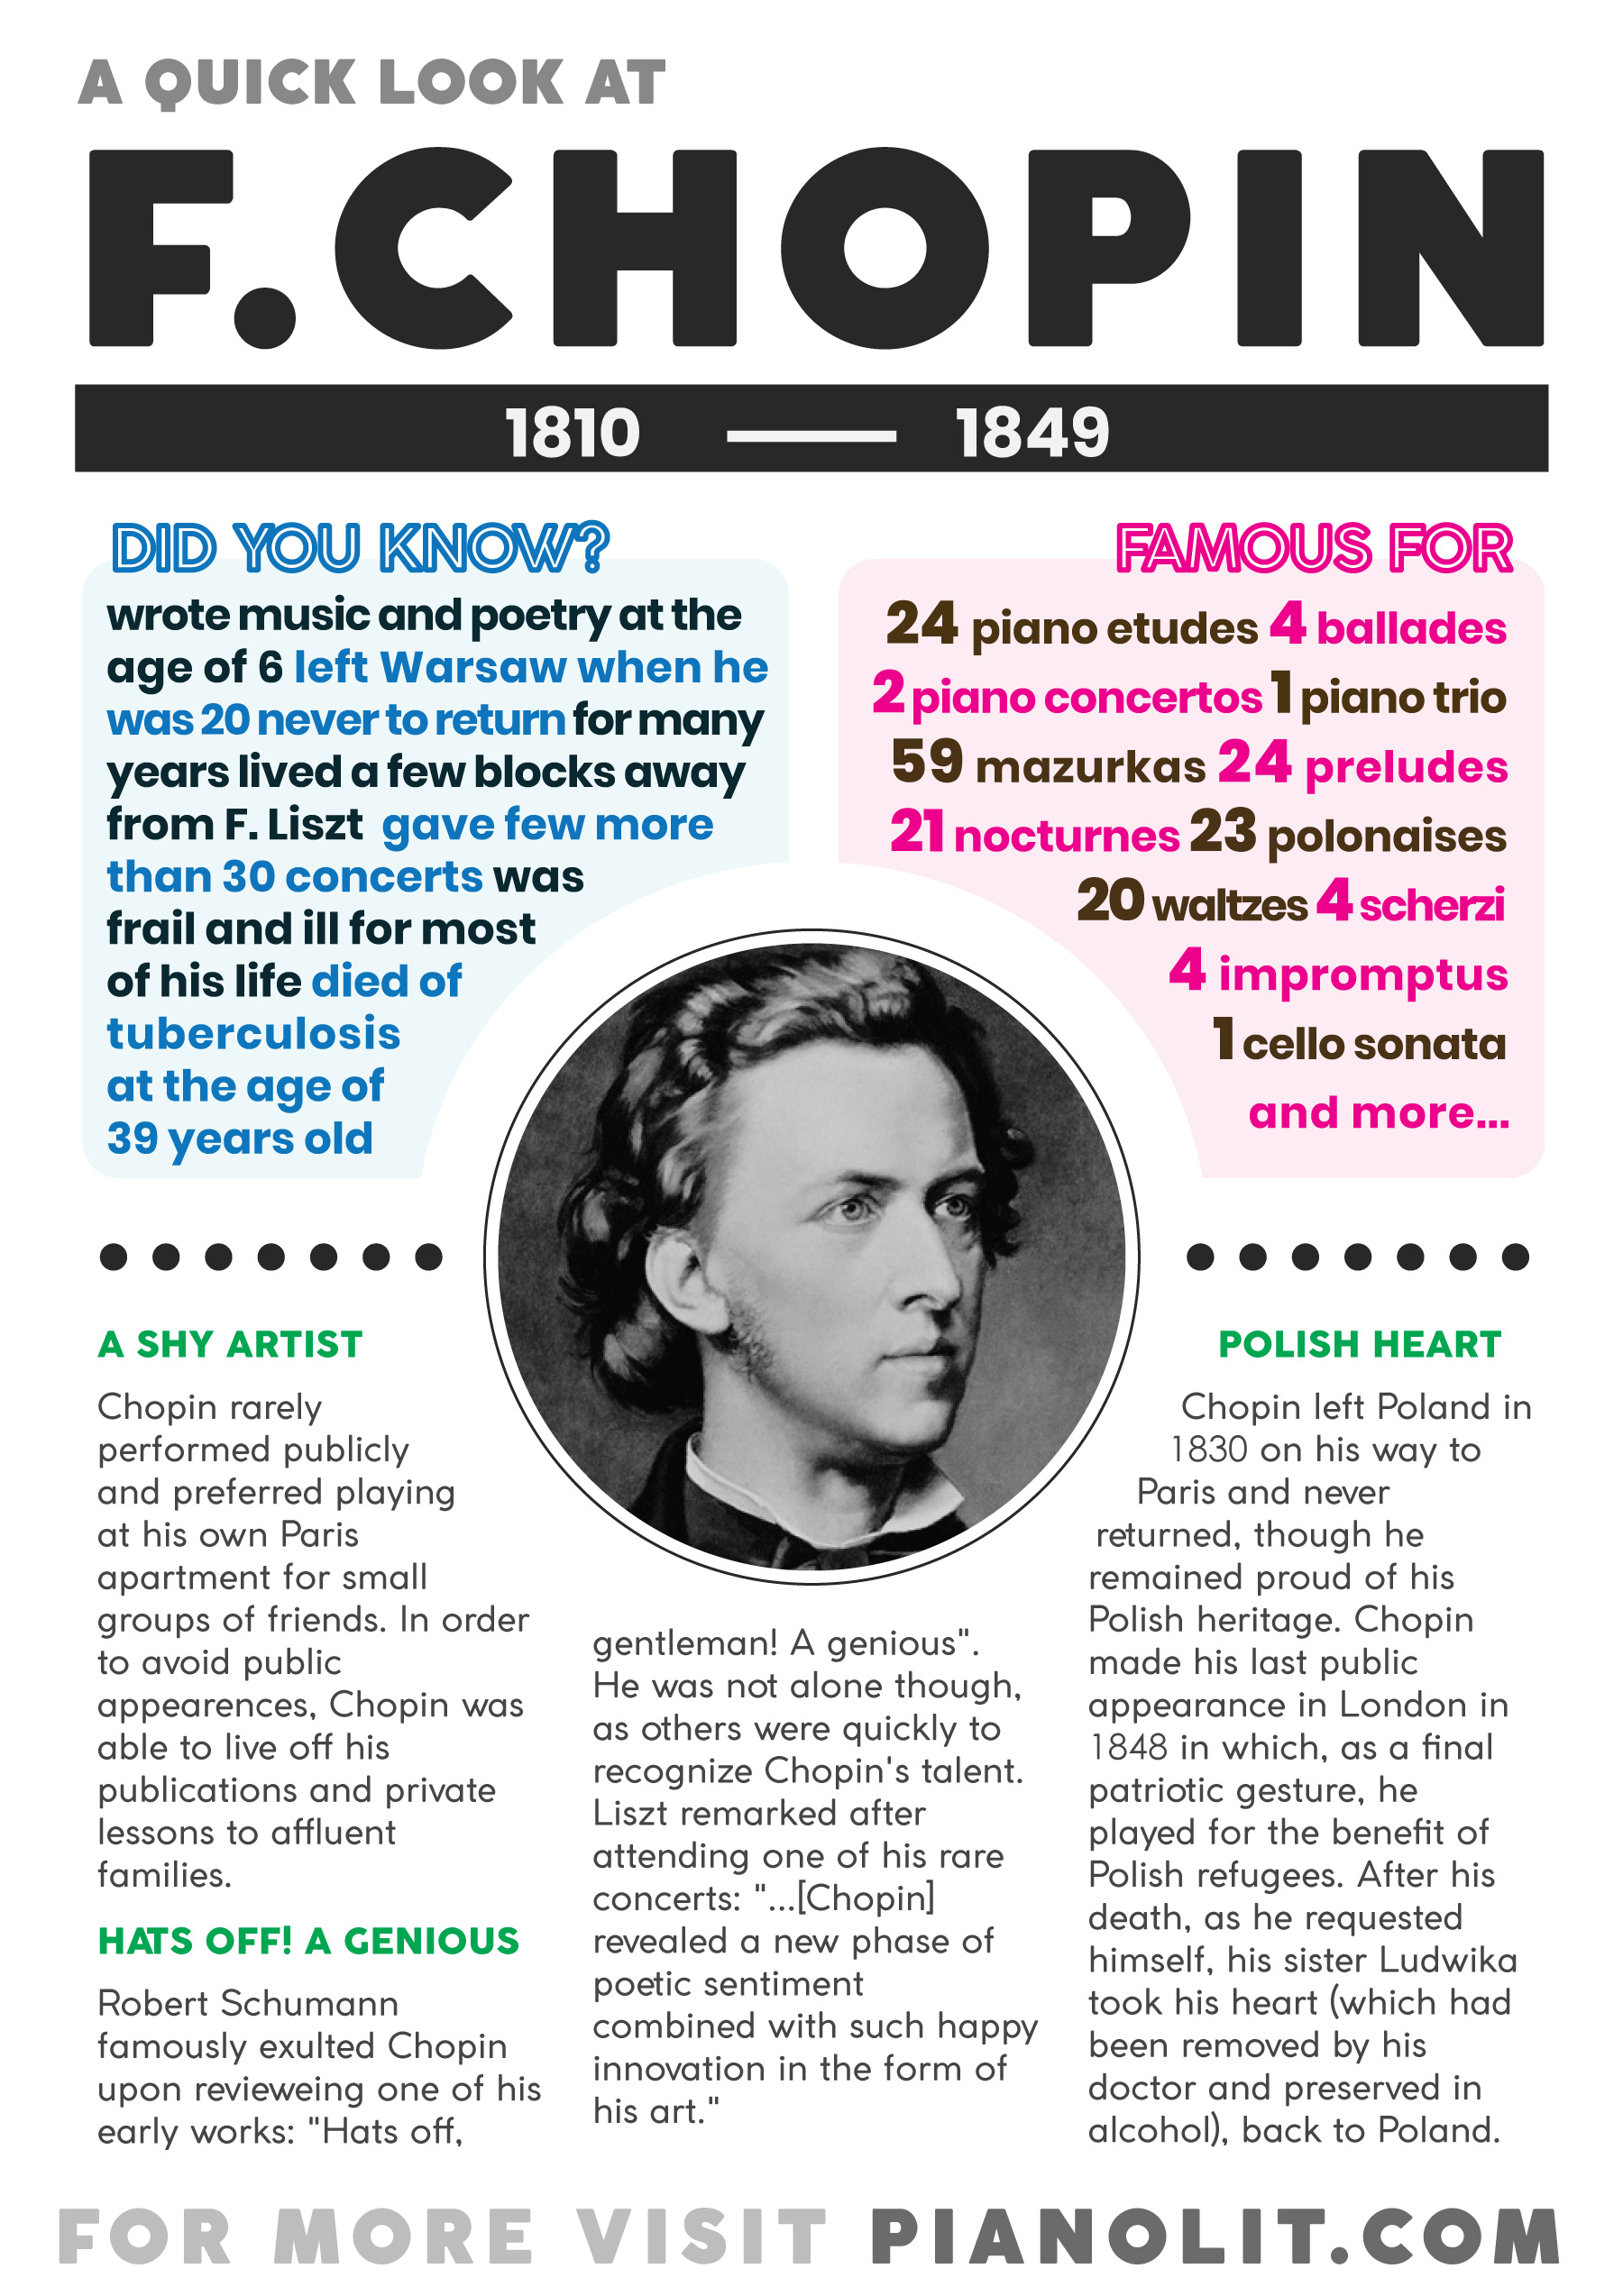 A QUICK LOOK AT
F.CHOPIN
1810 — 1849
DID YOU KNOW?
wrote music and poetry at the
age of 6 left Warsaw when he
was 20 never to return for many
years lived a few blocks away
from F. Liszt gave few more
than 30 concerts was
frail and ill for most
of his life died of
tuberculosis
at the age of
39 years old
FAMOUS FOR
24 piano etudes 4 ballades
2 piano concertos 1 piano trio
59 mazurkas 24 preludes
21 nocturnes 23 polonaises
20 waltzes 4 scherzi
4 impromptus
1 cello sonata
and more...
A SHY ARTIST
Chopin rarely
performed publicly
and preferred playing
at his own Paris
apartment for small
groups of friends. In order
to avoid public
appearences, Chopin was
able to live off his
publications and private
lessons to affluent
families.
HATS OFF! A GENIOUS
Robert Schumann
famously exulted Chopin
upon revieweing one of his
early works: "Hats off,
gentleman! A genious".
He was not alone though,
as others were quickly to
recognize Chopin's talent.
Liszt remarked after
attending one of his rare
concerts: "...[Chopin]
revealed a new phase of
poetic sentiment
combined with such happy
innovation in the form of
his art."
POLISH HEART
Chopin left Poland in
1830 on his way to
Paris and never
returned, though he
remained proud of his
Polish heritage. Chopin
made his last public
appearance in London in
1848 in which, as a final
patriotic gesture, he
played for the benefit of
Polish refugees. After his
death, as he requested
himself, his sister Ludwika
took his heart (which had
been removed by his
doctor and preserved in
alcohol), back to Poland.
FOR MORE VISIT PIANOLIT.COM